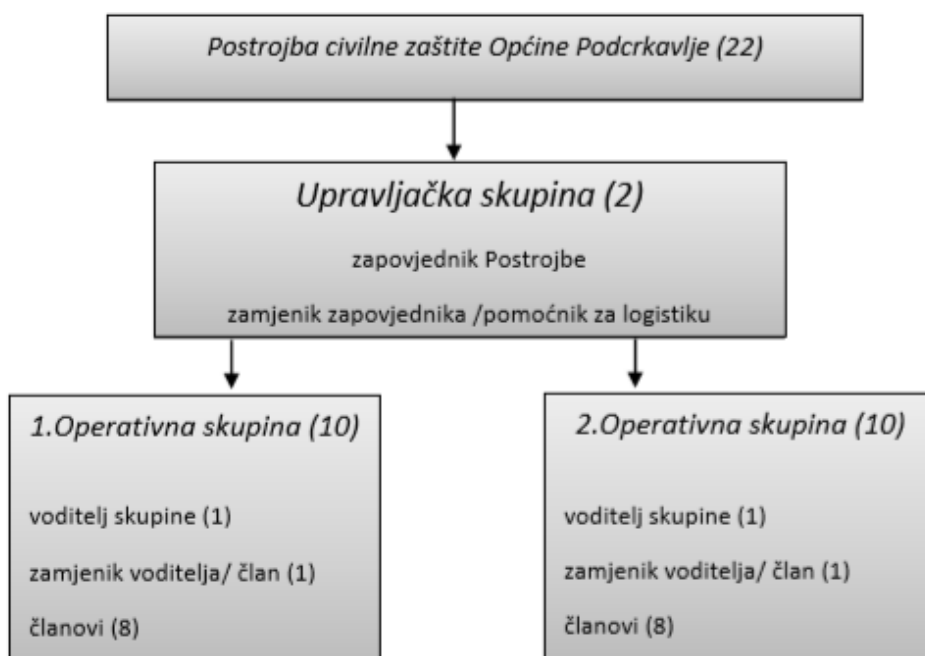 Postrojba civilne zaštite Općine Podcrkavlje (22)
Upravljačka skupina (2)
zapovjednik Postrojbe
zamjenik zapovjednika /pomoćnik za logistiku
1.Operativna skupina (10)
voditelj skupine (1)
zamjenik voditelja/ član (1)
članovi (8)
2.Operativna skupina (10)
voditelj skupine (1)
zamjenik voditelja/ član (1)
članovi (8)